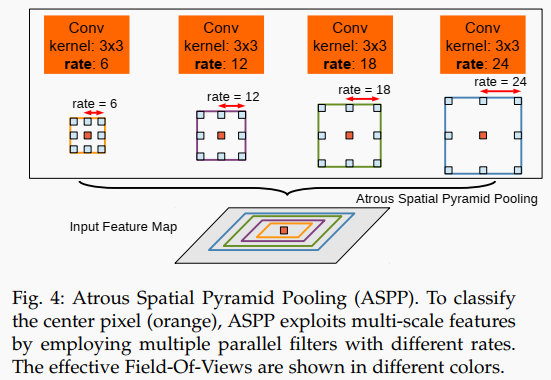 Conv
kernel: 3x3
rate: 6
Conv
kernel: 3x3
rate: 12
Conv
kernel: 3x3
rate: 18
Conv
kernel: 3x3
rate: 24
rate = 6
rate = 12
rate = 18
rate = 24
Atrous Spatial Pyramid Pooling
Input Feature Map
Fig. 4: Atrous Spatial Pyramid Pooling (ASPP). To classify
the center pixel (orange), ASPP exploits multi-scale features
by employing multiple parallel filters with different rates.
The effective Field-Of-Views are shown in different colors.